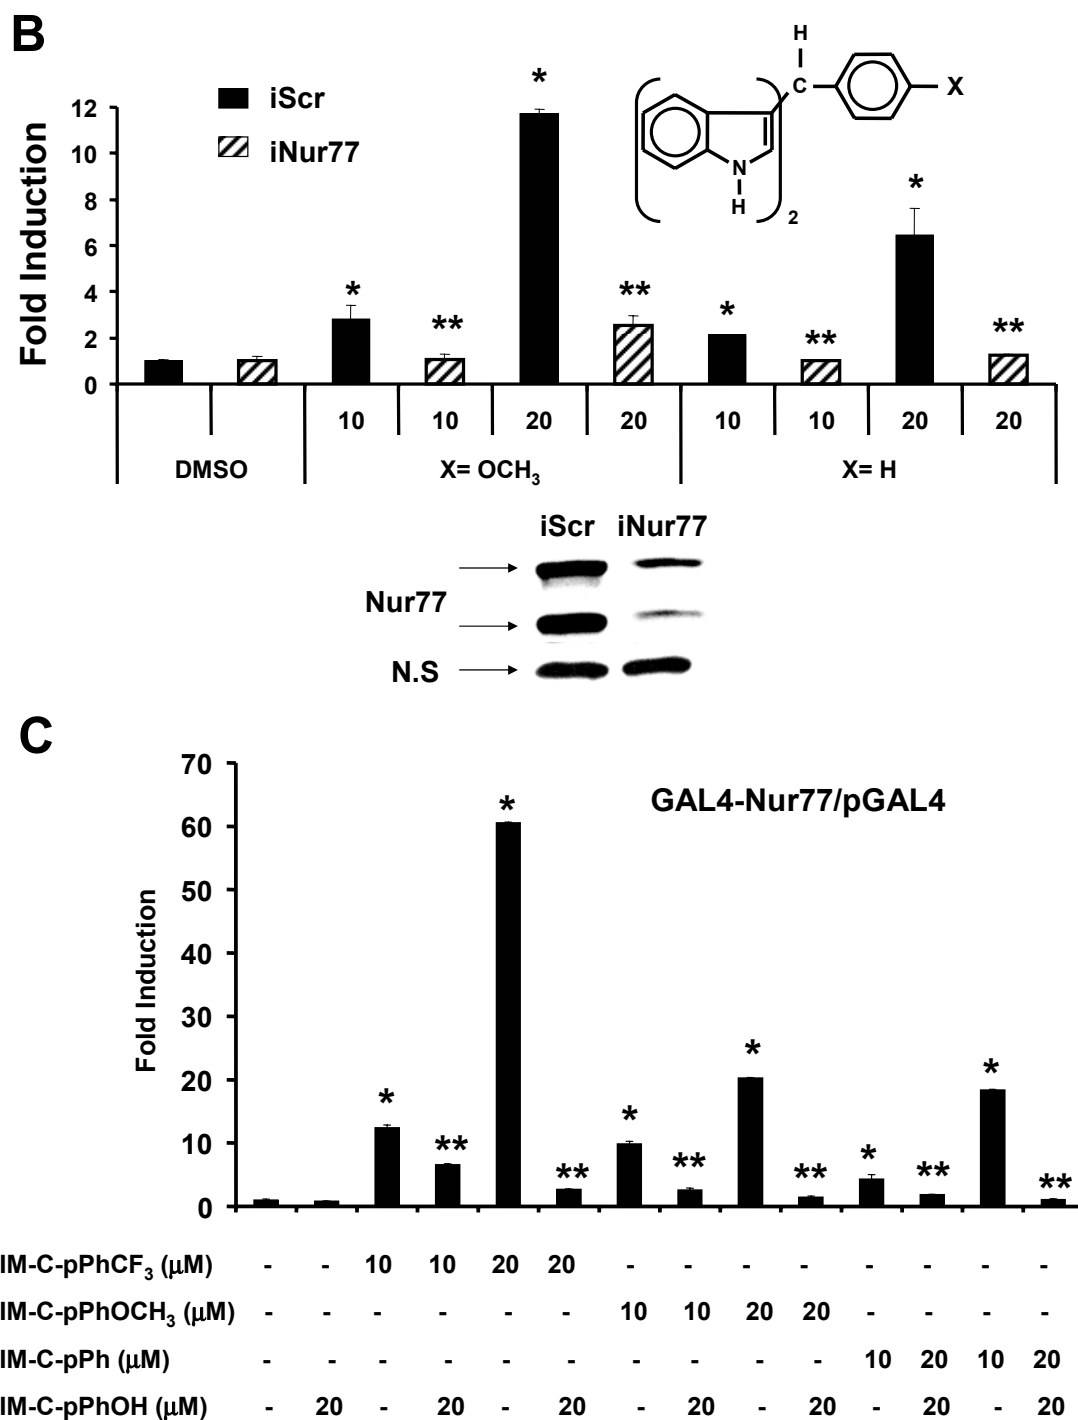 B
H
C
X
N
H
2
iScr
iNur77
*
12
10
8
6
4
2
0
Fold Induction
* ** * ** * ** * **
10 10 20 20 10 10 20 20
DMSO X= OCH3 X= H
iScr iNur77
Nur77
N.S
C
GAL4-Nur77/pGAL4
70
60
50
40
30
20
10
0
Fold Induction
* ** * ** * ** * ** * ** * **
IM-C-pPhCF3 (μM) - - 10 10 20 20 - - - - - - - -
IM-C-pPhOCH3 (μM) - - - - - - 10 10 20 20 - - - -
IM-C-pPh (μM) - - - - - - - - - - 10 20 10 20
IM-C-pPhOH (μM) - 20 - 20 - 20 - 20 - 20 - 20 - 20